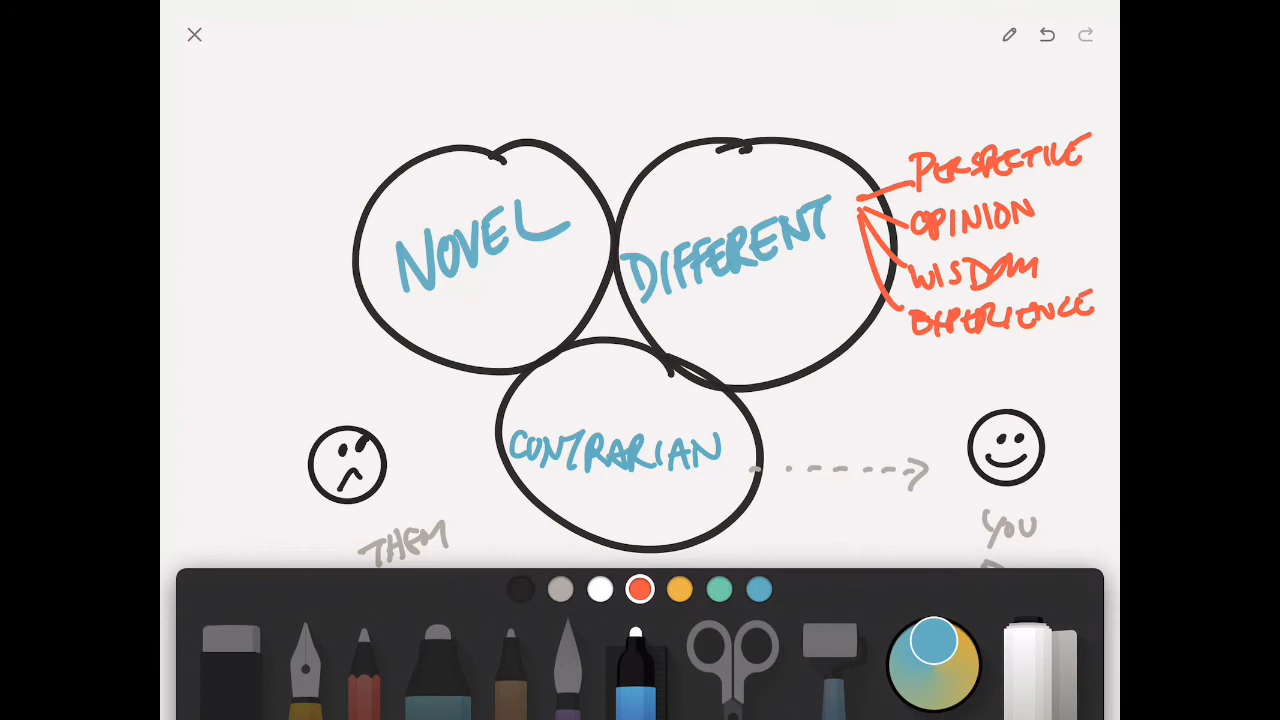 NOVEL
DIFFERENT
PERSPECTIVE
OPINION
WISDOM
EXPERIENCE
CONTRARIAN
THEM
YOU